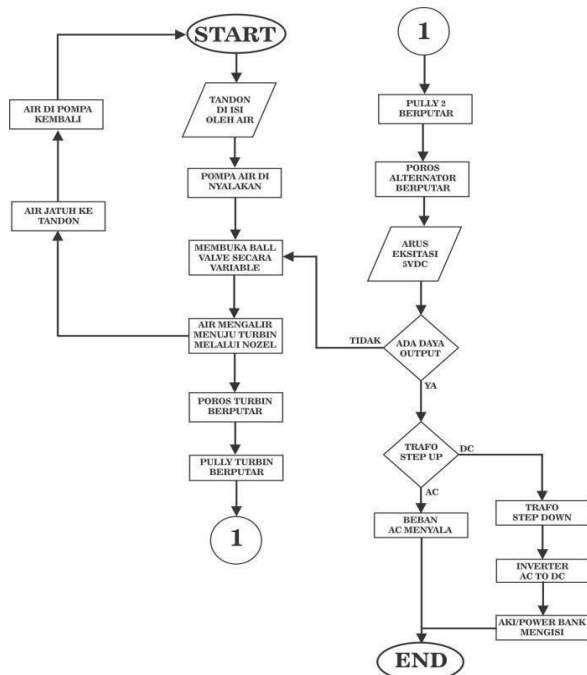 START
TANDON
DI ISI
OLEH AIR
POMPA AIR DI
NYALAKAN
MEMBUKA BALL
VALVE SECARA
VARIABLE
AIR MENGALIR
MENUJU TURBIN
MELALUI NOZEL
AIR JATUH KE
TANDON
AIR DI POMPA
KEMBALI
POROS TURBIN
BERPUTAR
PULLY TURBIN
BERPUTAR
1
1
PULLY 2
BERPUTAR
POROS
ALTERNATOR
BERPUTAR
ARUS
EKSITASI
5VDC
ADA DAYA
OUTPUT
TIDAK
YA
TRAFO
STEP UP
DC
AC
BEBAN
AC MENYALA
TRAFO
STEP DOWN
INVERTER
AC TO DC
AKI/POWER BANK
MENGISI
END